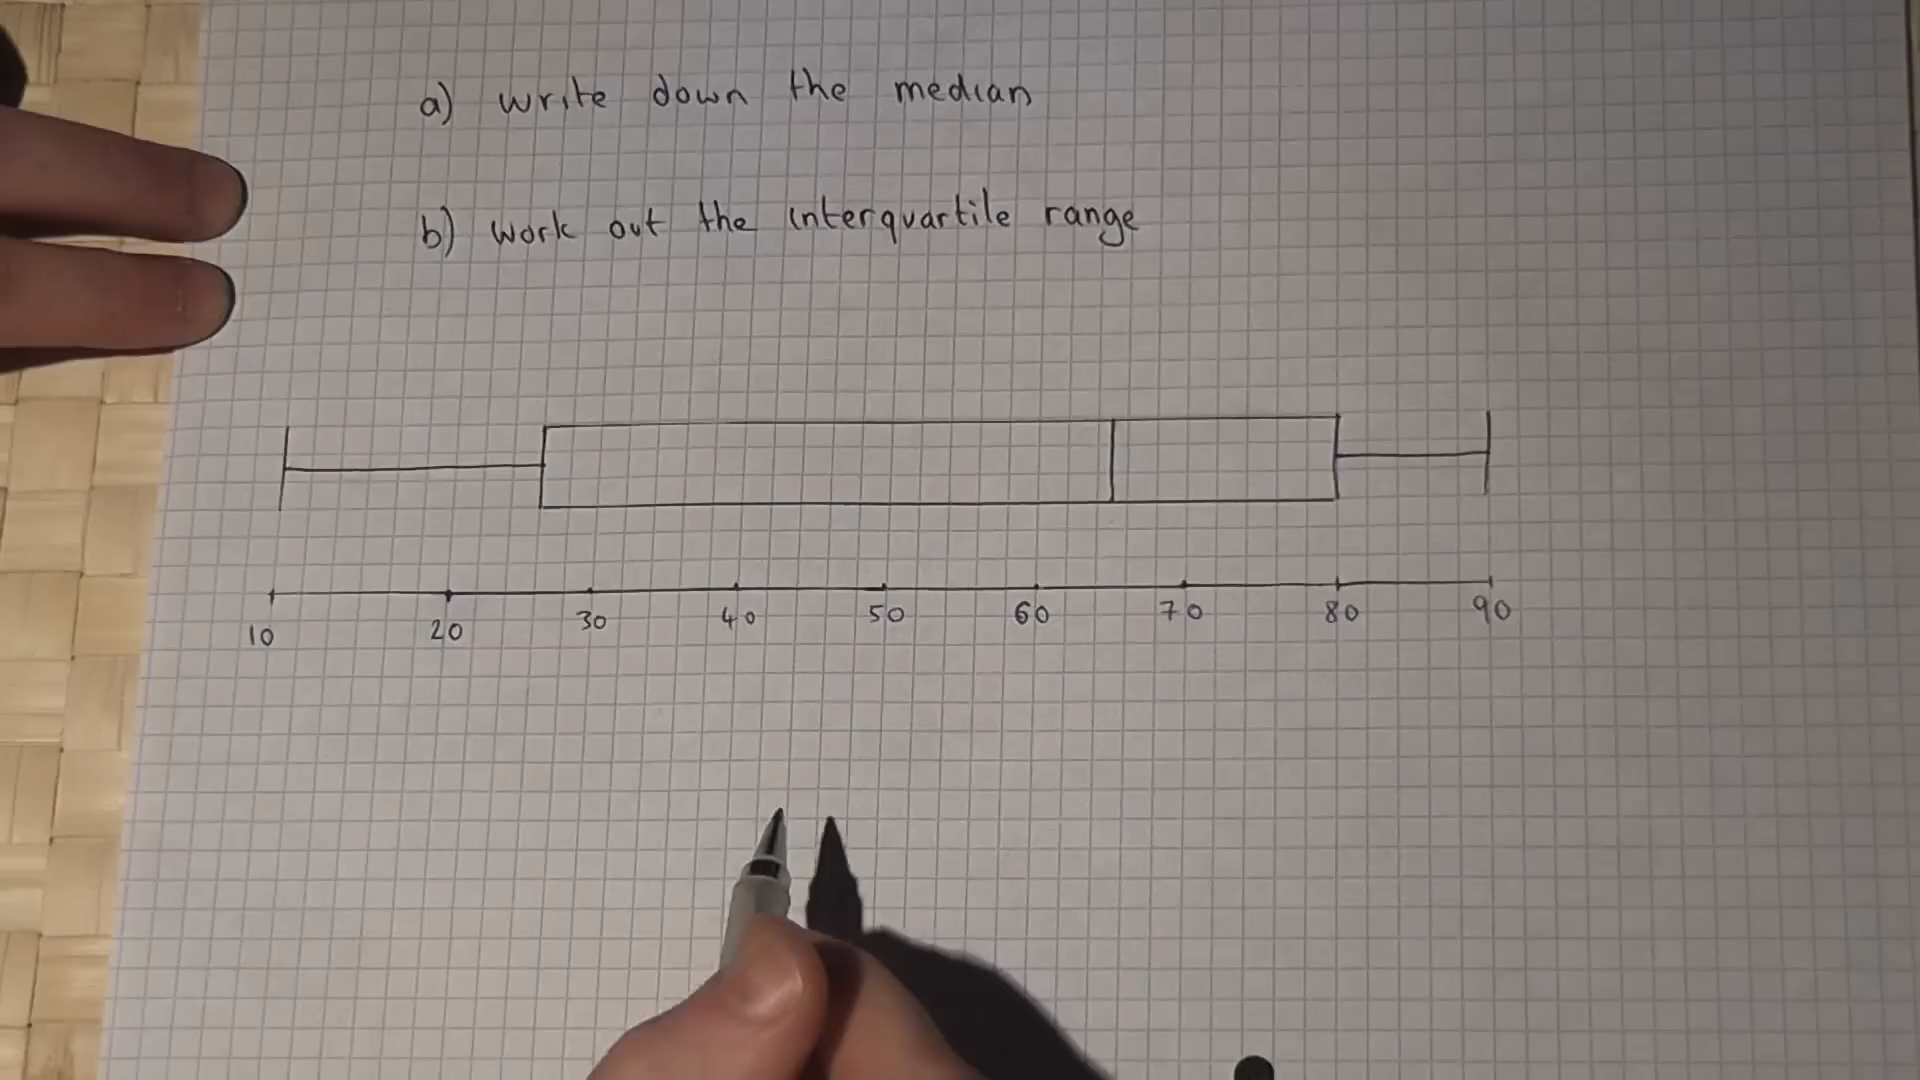 a) write down the median
b) work out the interquartile range
10 20 30 40 50 60 70 80 90